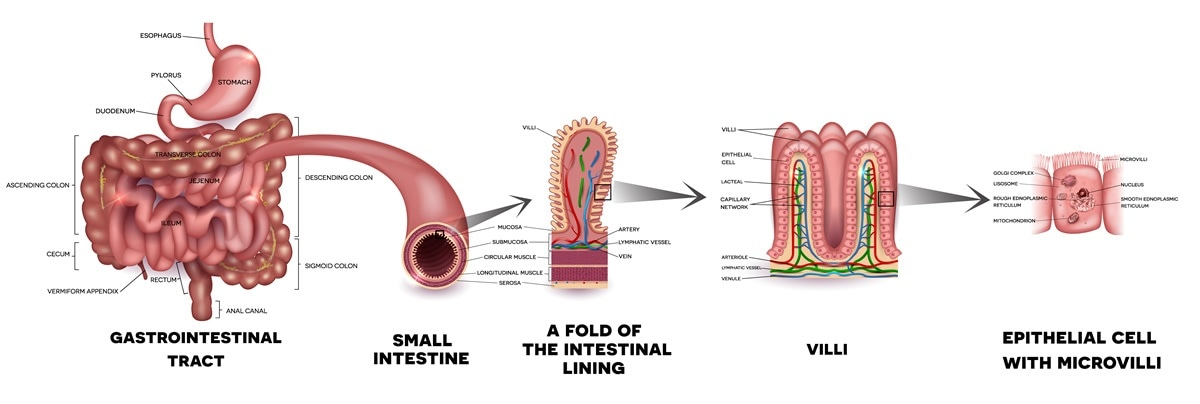 ESOPHAGUS
PYLORUS
STOMACH
DUODENUM
TRANSVERSE COLON
JEJENUM
ASCENDING COLON
DESCENDING COLON
ILEUM
CECUM
SIGMOID COLON
RECTUM
VERMIFORM APPENDIX
ANAL CANAL
GASTROINTESTINAL
TRACT
SMALL
INTESTINE
VILLI
MUCOSA
SUBMUCOSA
CIRCULAR MUSCLE
LONGITUDINAL MUSCLE
SEROSA
ARTERY
LYMPHATIC VESSEL
VEIN
A FOLD OF
THE INTESTINAL
LINING
VILLI
EPITHELIAL
CELL
LACTEAL
CAPILLARY
NETWORK
ARTERIOLE
LYMPHATIC VESSEL
VENULE
VILLI
MICROVILLI
GOLGI COMPLEX
LISOSOME
ROUGH EDNOPLASMIC
RETICULUM
MITOCHONDRION
NUCLEUS
SMOOTH EDNOPLASMIC
RETICULUM
EPITHELIAL CELL
WITH MICROVILLI